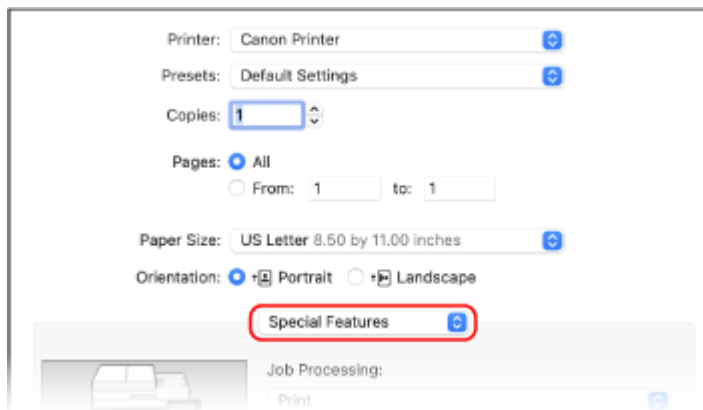 Printer: Canon Printer
Presets: Default Settings
Copies: 1
Pages: All
From: 1 to: 1
Paper Size: US Letter 8.50 by 11.00 inches
Orientation: Portrait Landscape
Special Features
Job Processing:
Print